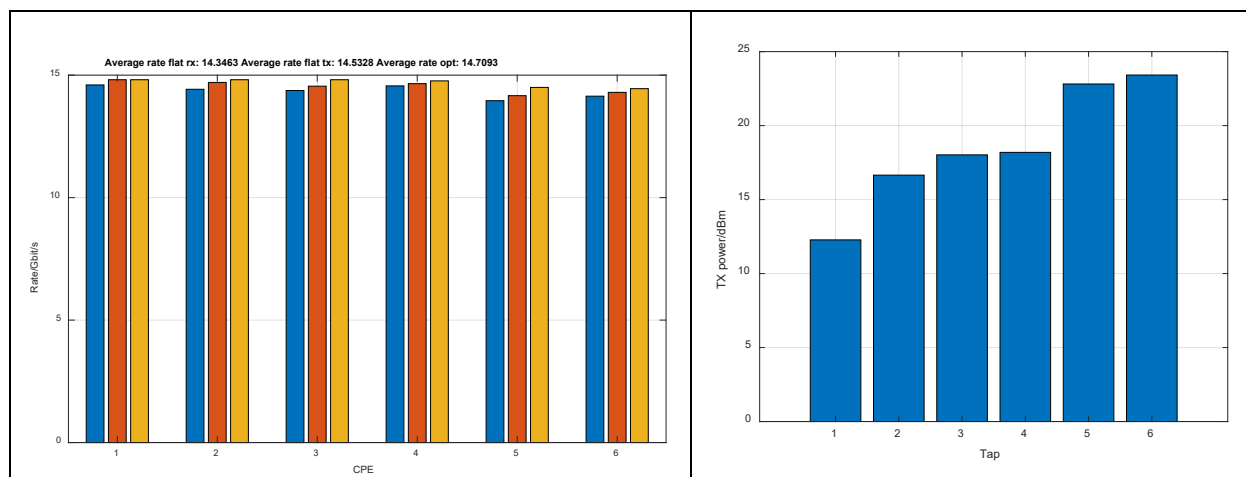 Average rate flat rx: 14.3463 Average rate flat tx: 14.5328 Average rate opt: 14.7093
15
10
5
0
Rate/Gbit/s
1 2 3 4 5 6
CPE
25
20
15
10
5
0
TX power/dBm
1 2 3 4 5 6
Tap